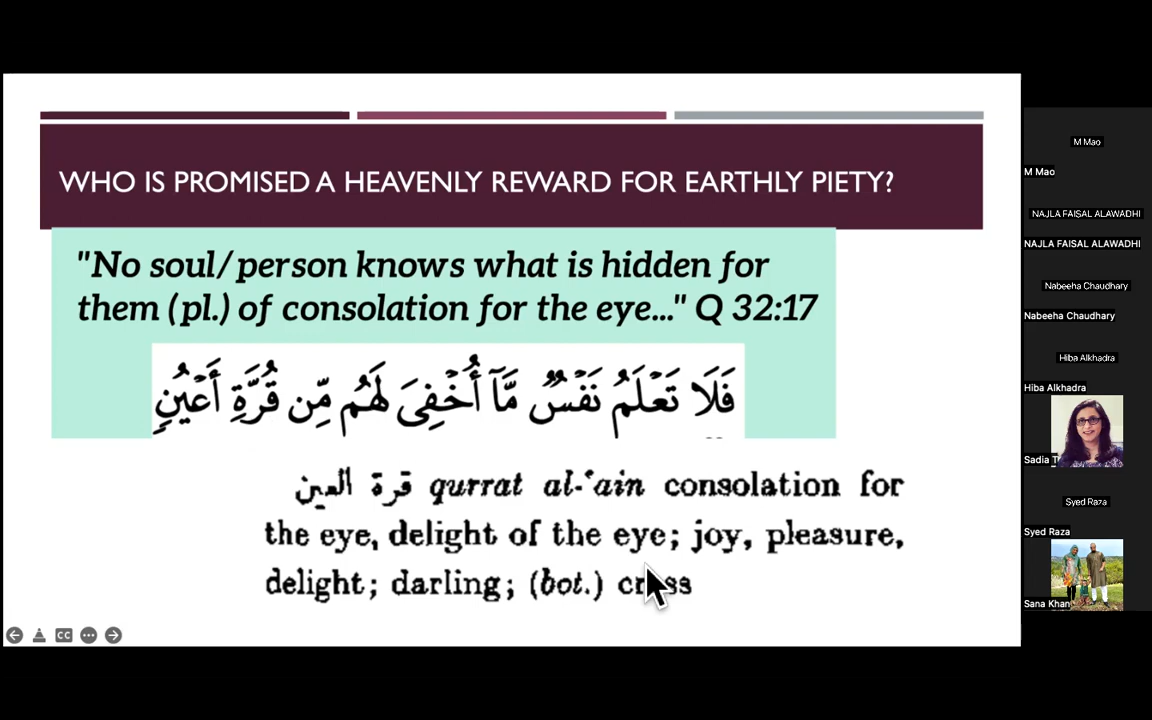 WHO IS PROMISED A HEAVENLY REWARD FOR EARTHLY PIETY?
"No soul/person knows what is hidden for
them (pl.) of consolation for the eye..." Q 32:17
فَلَا تَعْلَمُ نَفْسٌ مَّآ أُخْفِىَ لَهُم مِّن قُرَّةِ أَعْيُنٍ
قرة العين qurrat al-ʿain consolation for
the eye, delight of the eye; joy, pleasure,
delight; darling; (bot.)
CC
M Mao
M Mao
NAJLA FAISAL ALAWADHI
NAJLA FAISAL ALAWADHI
Nabeeha Chaudhary
Nabeeha Chaudhary
Hiba Alkhadra
Hiba Alkhadra
Sadia T
Syed Raza
Syed Raza
Sana Khan